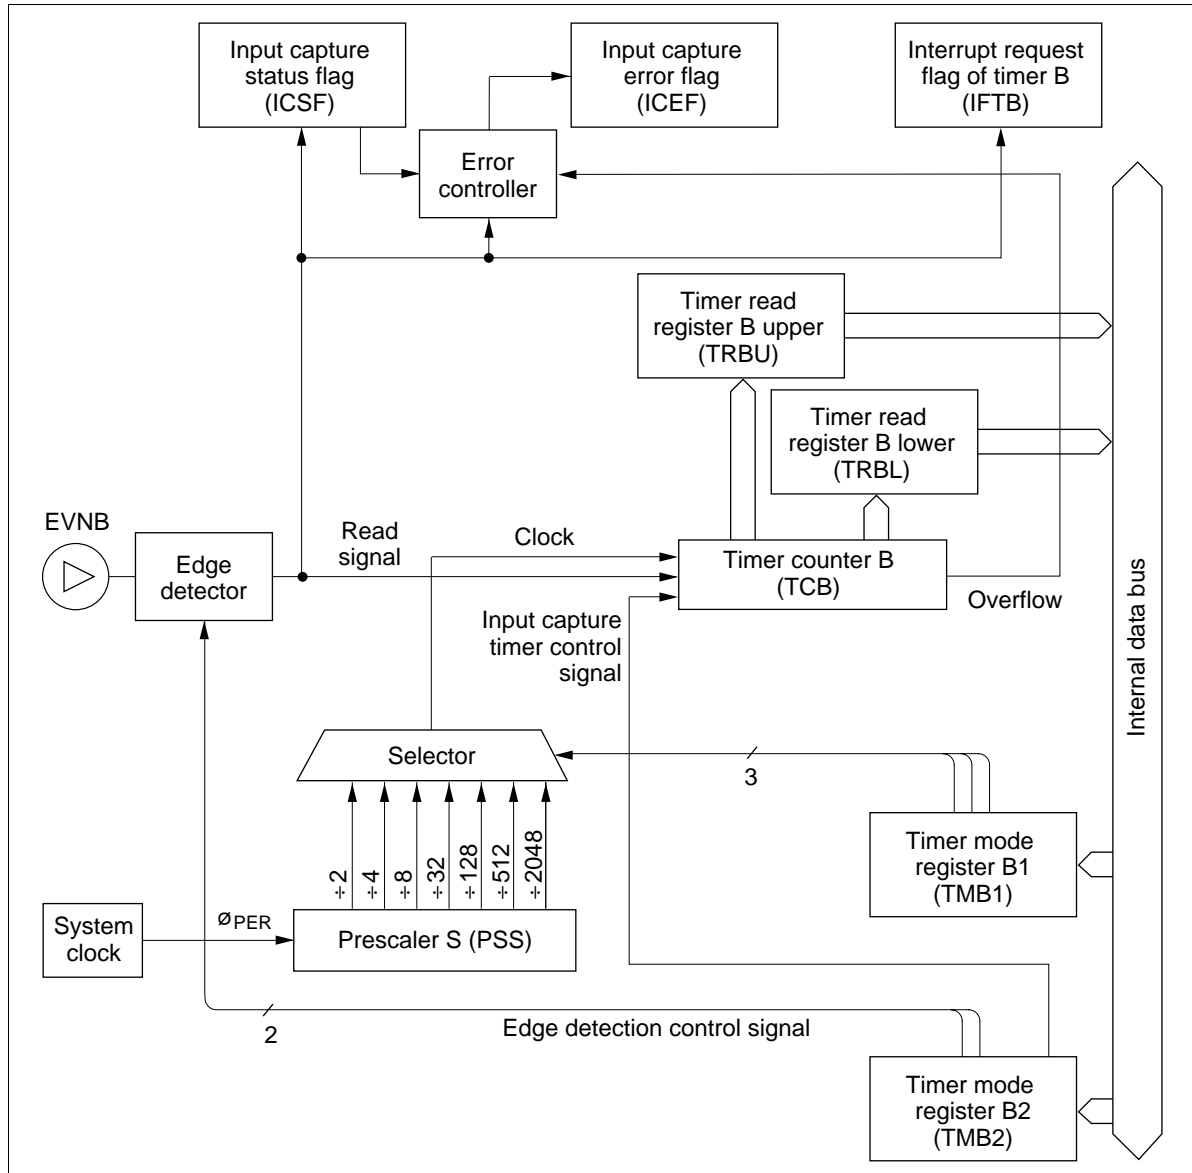 Input capture
status flag
(ICSF)
Input capture
error flag
(ICEF)
Interrupt request
flag of timer B
(IFTB)
Error
controller
Timer read
register B upper
(TRBU)
Timer read
register B lower
(TRBL)
EVNB
Edge
detector
Read
signal
Clock
Timer counter B
(TCB)
Overflow
Input capture
timer control
signal
Internal data bus
Selector
3
÷2
÷4
÷8
÷32
÷128
÷512
÷2048
Timer mode
register B1
(TMB1)
System
clock
øPER
Prescaler S (PSS)
2
Edge detection control signal
Timer mode
register B2
(TMB2)